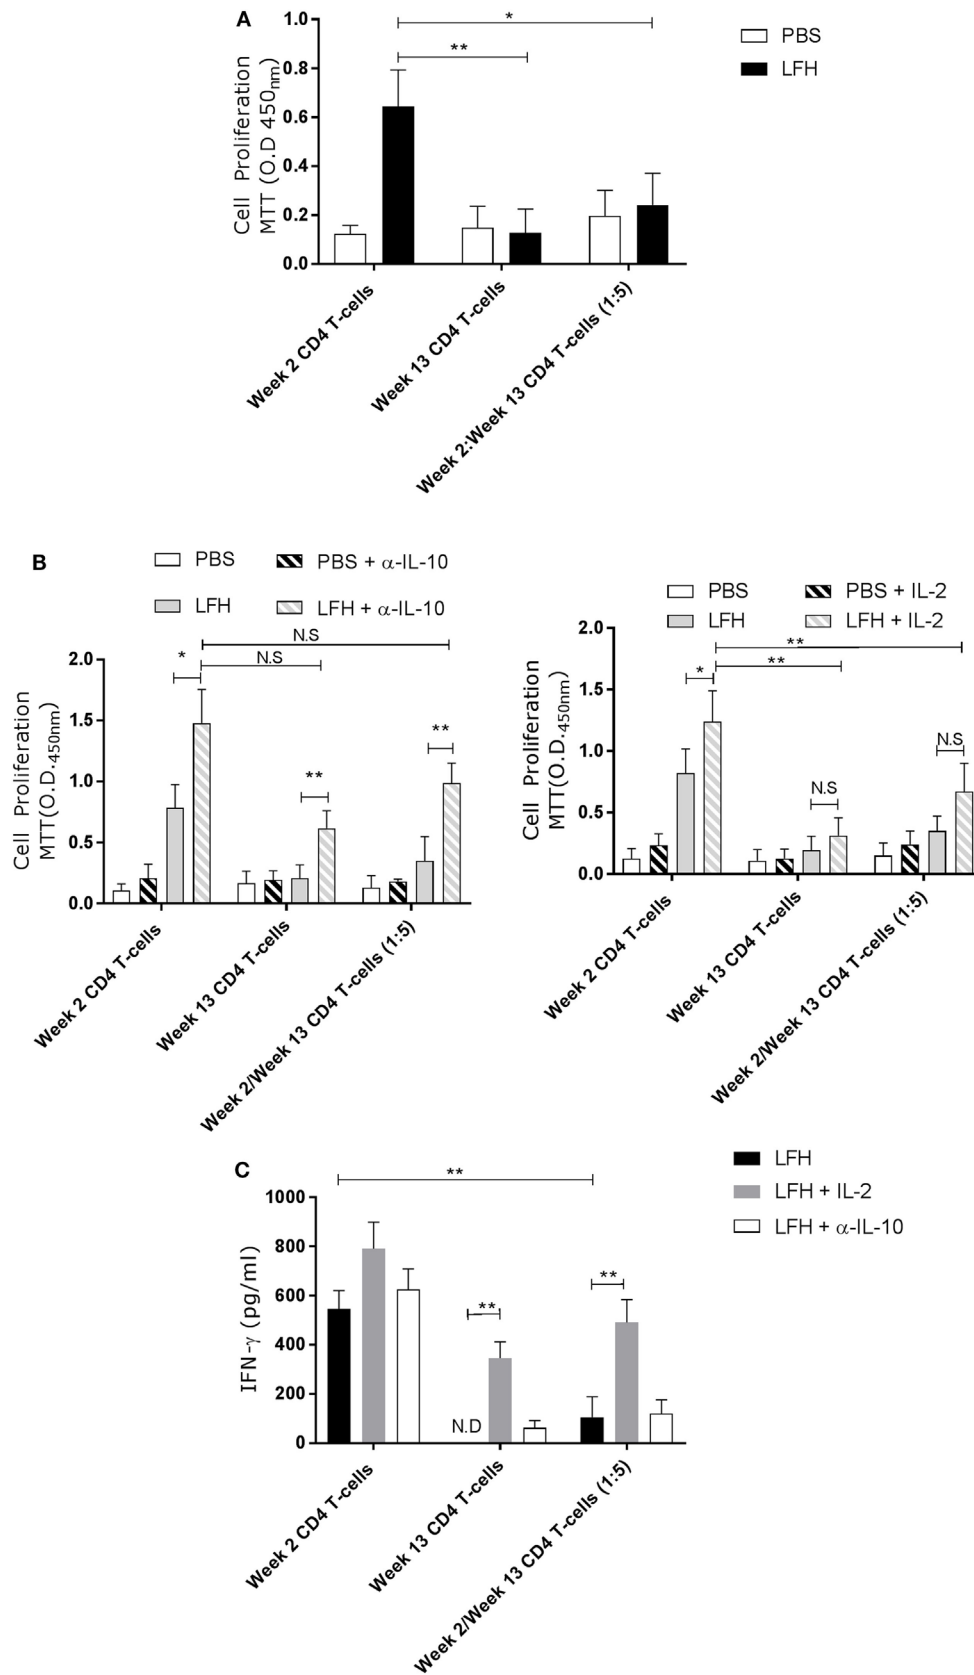 A
*
**
PBS
LFH
Cell Proliferation
MTT (O.D 450nm)
1.0
0.8
0.6
0.4
0.2
0.0
Week 2 CD4 T-cells
Week 13 CD4 T-cells
Week 2:Week 13 CD4 T-cells (1:5)
B
PBS
PBS + α-IL-10
LFH
LFH + α-IL-10
N.S
N.S
*
**
**
Cell Proliferation
MTT(O.D.450nm)
2.0
1.5
1.0
0.5
0.0
Week 2 CD4 T-cells
Week 13 CD4 T-cells
Week 2/Week 13 CD4 T-cells (1:5)
PBS
PBS + IL-2
LFH
LFH + IL-2
**
**
*
N.S
N.S
Cell Proliferation
MTT(O.D.450nm)
2.0
1.5
1.0
0.5
0.0
Week 2 CD4 T-cells
Week 13 CD4 T-cells
Week 2/Week 13 CD4 T-cells (1:5)
C
**
LFH
LFH + IL-2
LFH + α-IL-10
**
**
N.D
IFN-γ (pg/ml)
1000
800
600
400
200
0
Week 2 CD4 T-cells
Week 13 CD4 T-cells
Week 2/Week 13 CD4 T-cells (1:5)